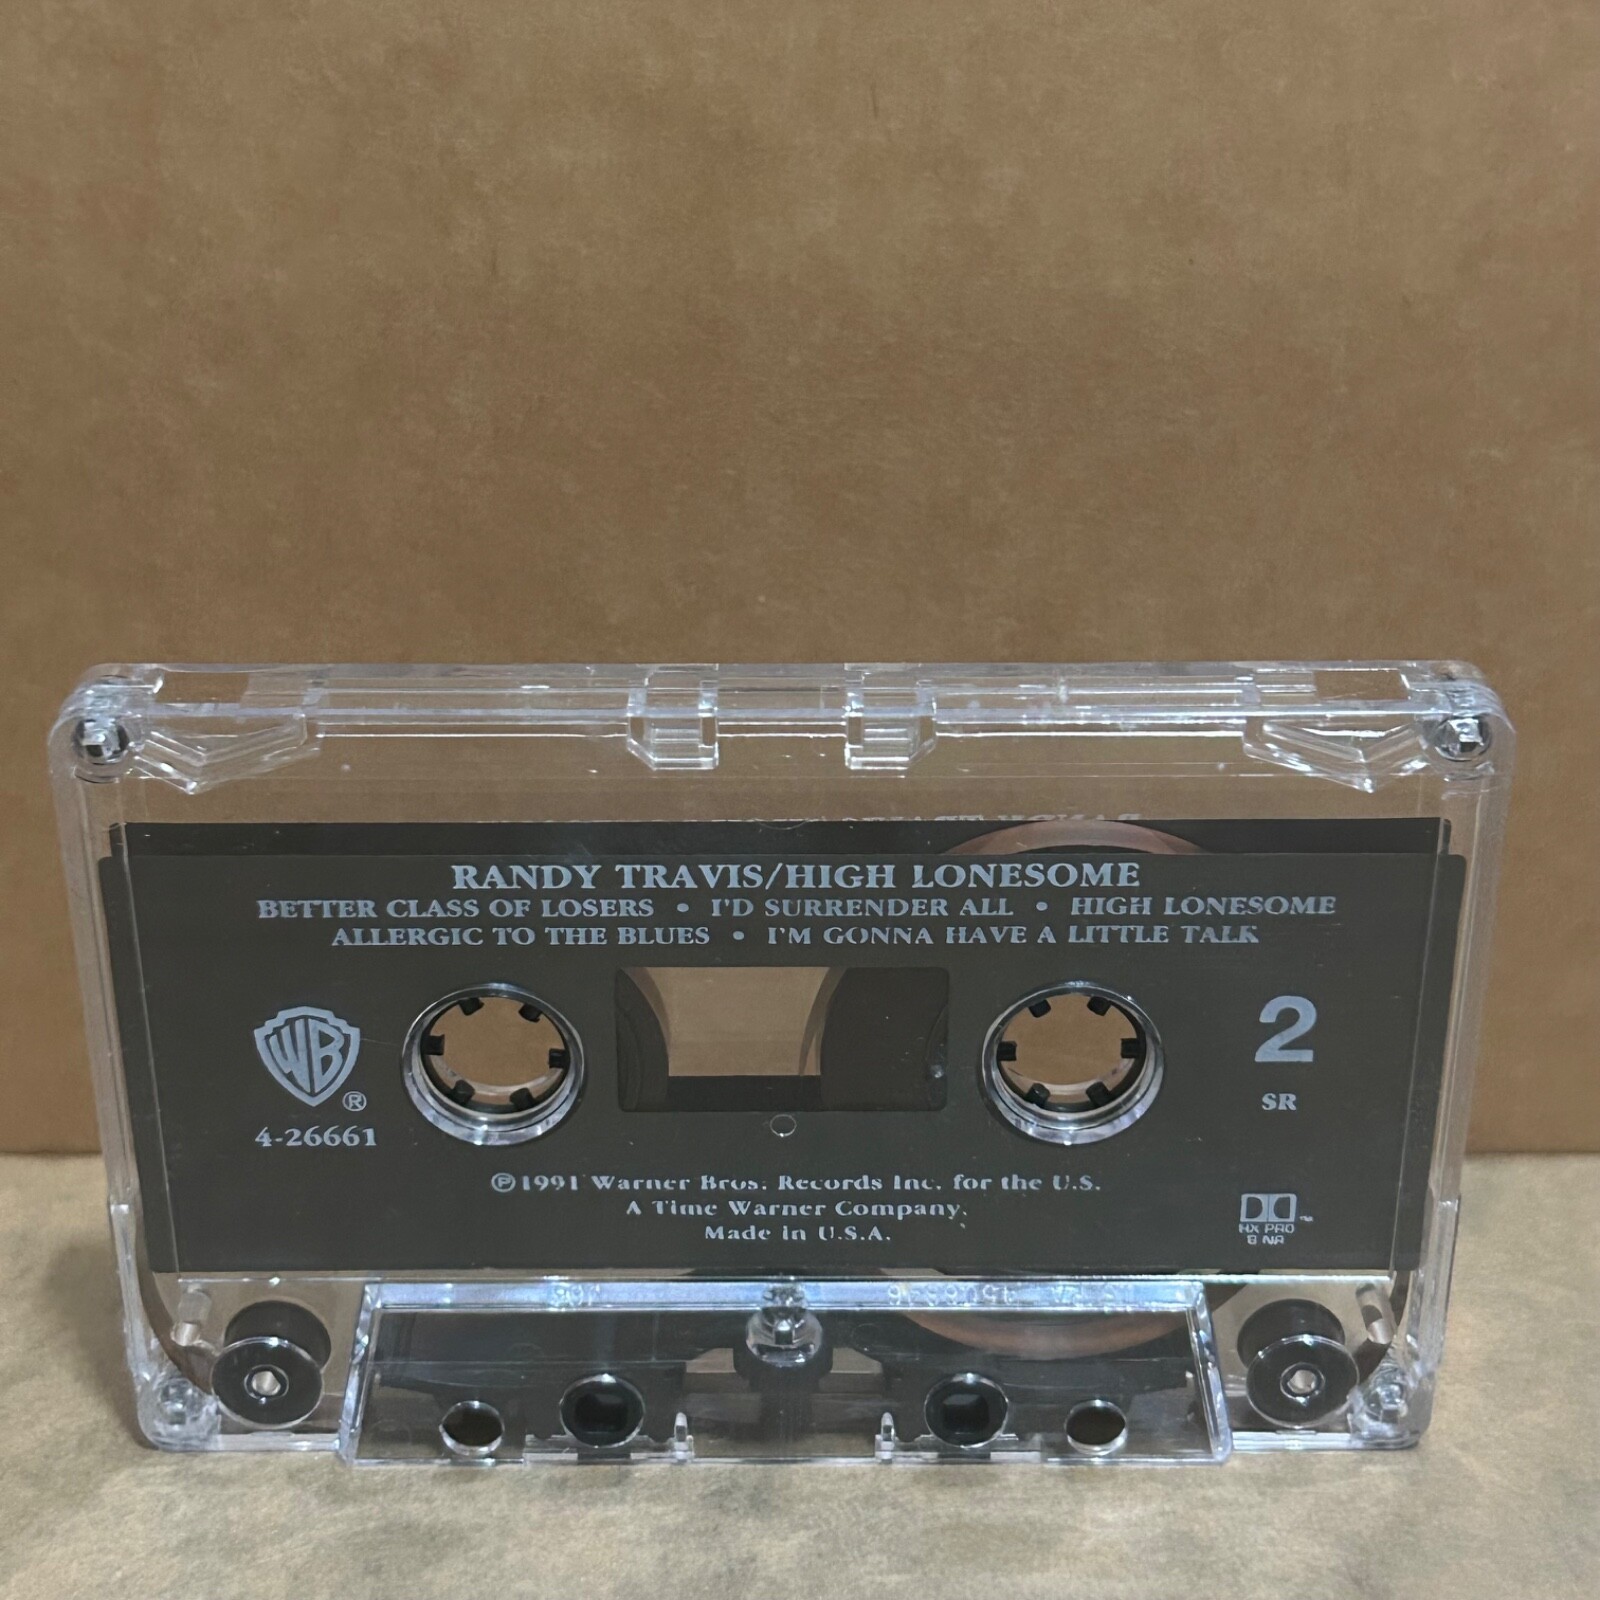 RANDY TRAVIS/HIGH LONESOME
BETTER CLASS OF LOSERS • I'D SURRENDER ALL • HIGH LONESOME
ALLERGIC TO THE BLUES • I'M GONNA HAVE A LITTLE TALK
WB
®
4-26661
2
SR
℗1991 Warner Bros. Records Inc. for the U.S.
A Time Warner Company.
Made in U.S.A.
HX PRO
B NR